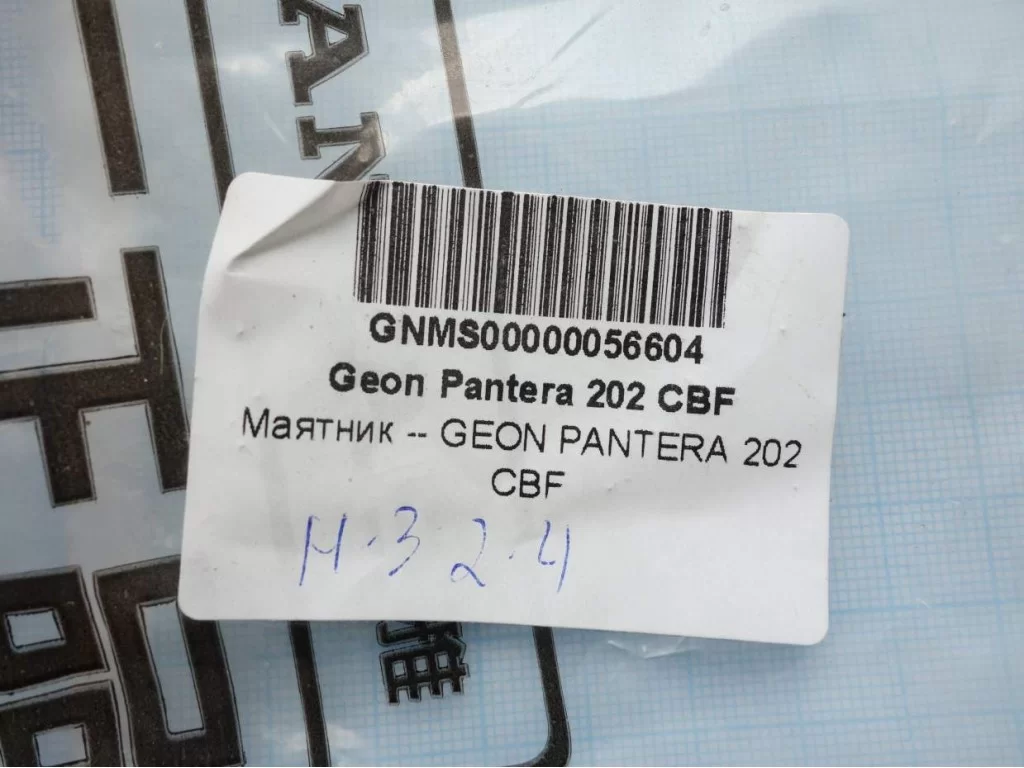 GNMS00000056604
Geon Pantera 202 CBF
Маятник -- GEON PANTERA 202
CBF
Н.3 2.4